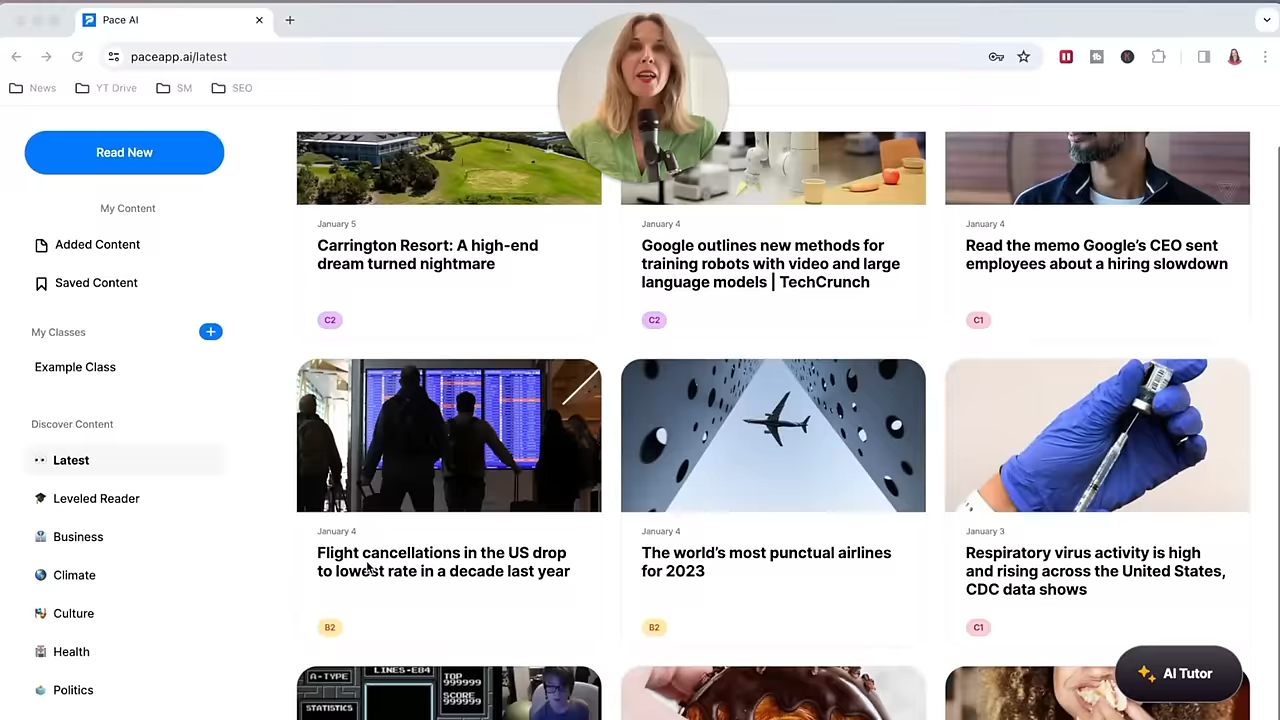 Pace AI
paceapp.ai/latest
News
YT Drive
SM
SEO
Read New
My Content
Added Content
Saved Content
My Classes
Example Class
Discover Content
Latest
Leveled Reader
Business
Climate
Culture
Health
Politics
January 5
Carrington Resort: A high-end
dream turned nightmare
C2
January 4
Google outlines new methods for
training robots with video and large
language models | TechCrunch
C2
January 4
Read the memo Google’s CEO sent
employees about a hiring slowdown
C1
January 4
Flight cancellations in the US drop
to lowest rate in a decade last year
B2
January 4
The world’s most punctual airlines
for 2023
B2
January 3
Respiratory virus activity is high
and rising across the United States,
CDC data shows
C1
A-TYPE
STATISTICS
LINES-E84
TOP
999999
SCORE
999999
AI Tutor